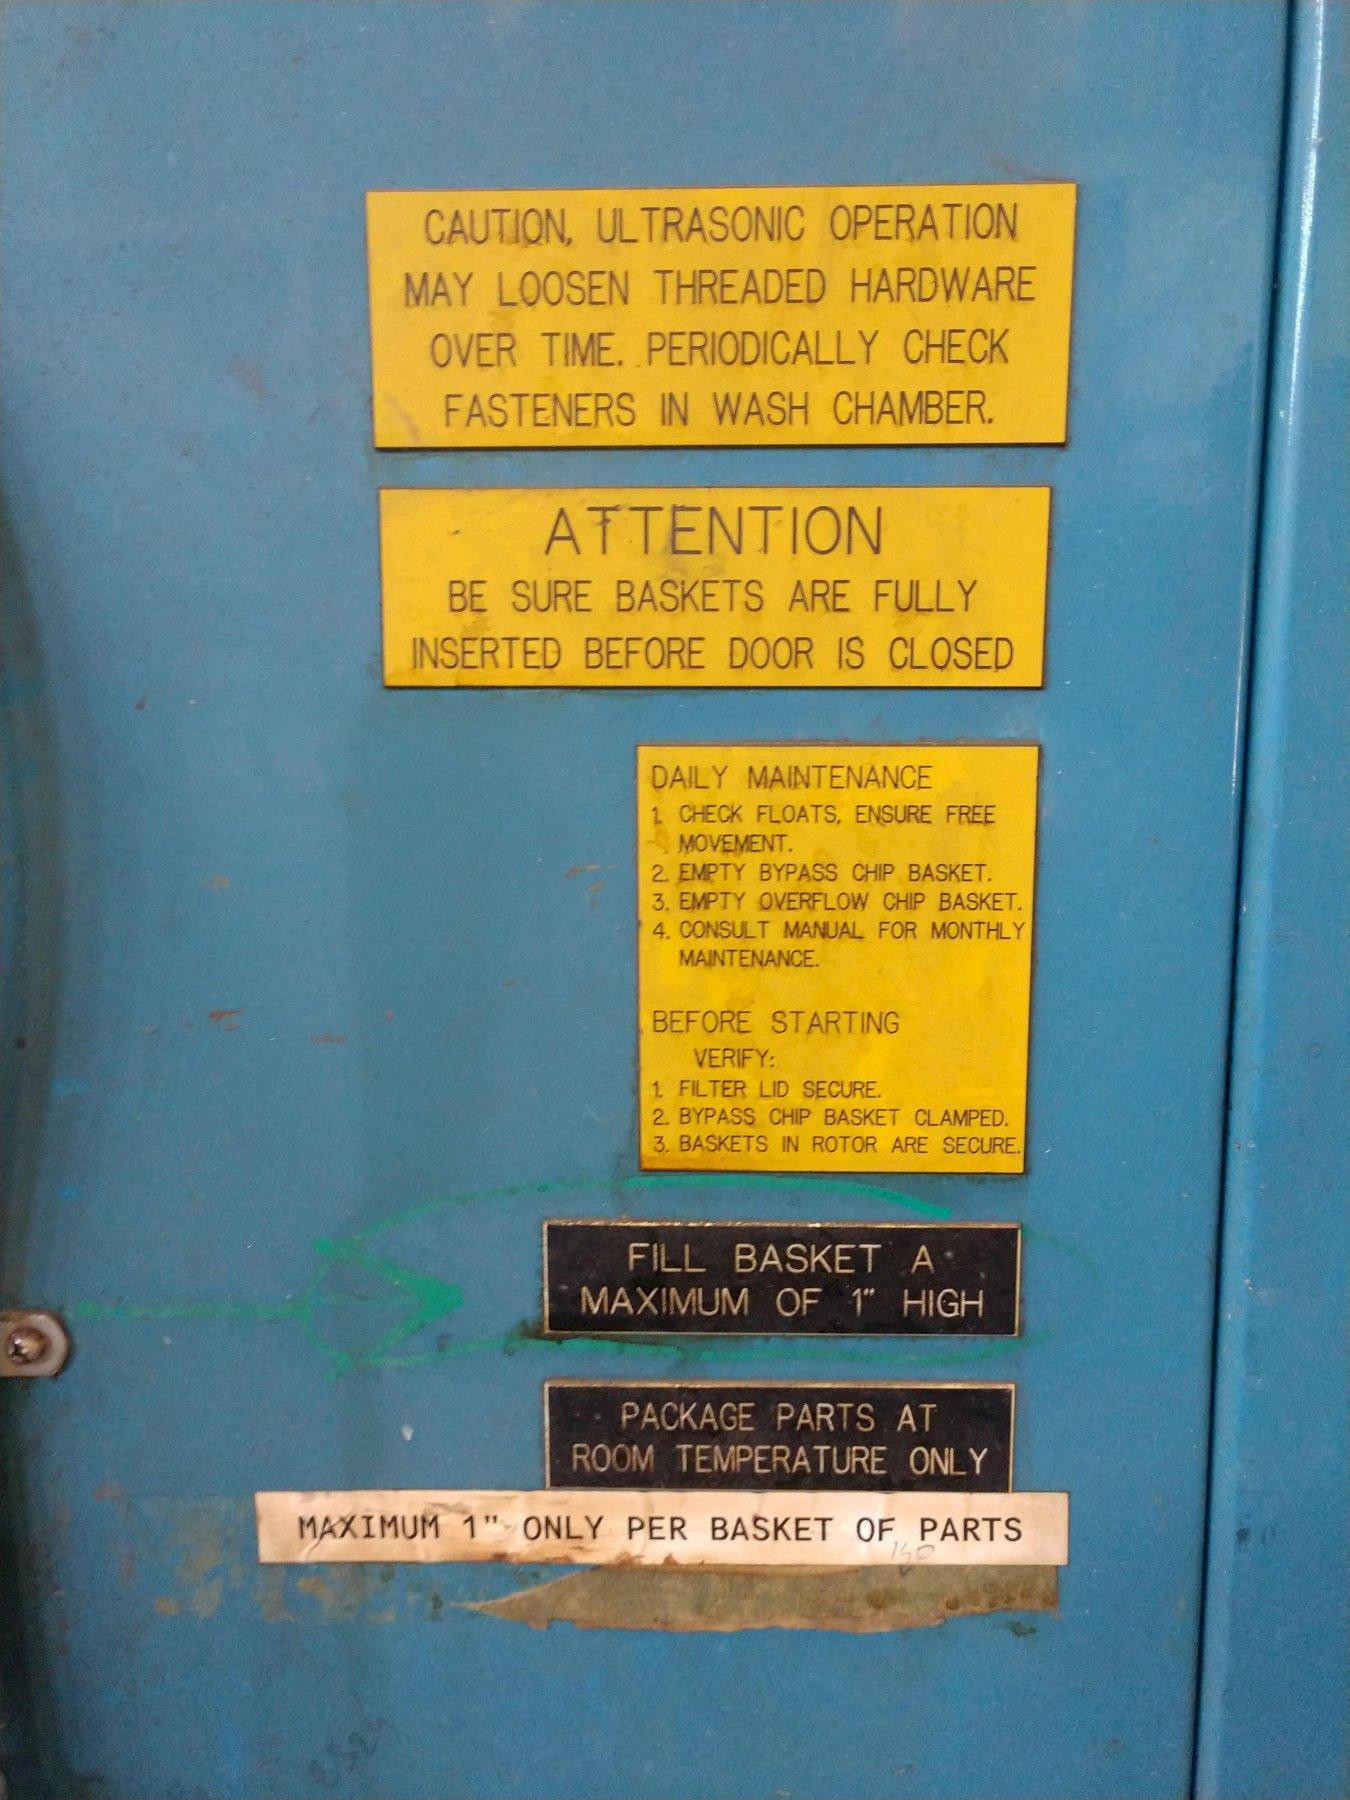 CAUTION, ULTRASONIC OPERATION
MAY LOOSEN THREADED HARDWARE
OVER TIME. PERIODICALLY CHECK
FASTENERS IN WASH CHAMBER.
ATTENTION
BE SURE BASKETS ARE FULLY
INSERTED BEFORE DOOR IS CLOSED
DAILY MAINTENANCE
1. CHECK FLOATS, ENSURE FREE
MOVEMENT.
2. EMPTY BYPASS CHIP BASKET.
3. EMPTY OVERFLOW CHIP BASKET.
4. CONSULT MANUAL FOR MONTHLY
MAINTENANCE.
BEFORE STARTING
VERIFY:
1. FILTER LID SECURE.
2. BYPASS CHIP BASKET CLAMPED.
3. BASKETS IN ROTOR ARE SECURE.
FILL BASKET A
MAXIMUM OF 1" HIGH
PACKAGE PARTS AT
ROOM TEMPERATURE ONLY
MAXIMUM 1" ONLY PER BASKET OF PARTS